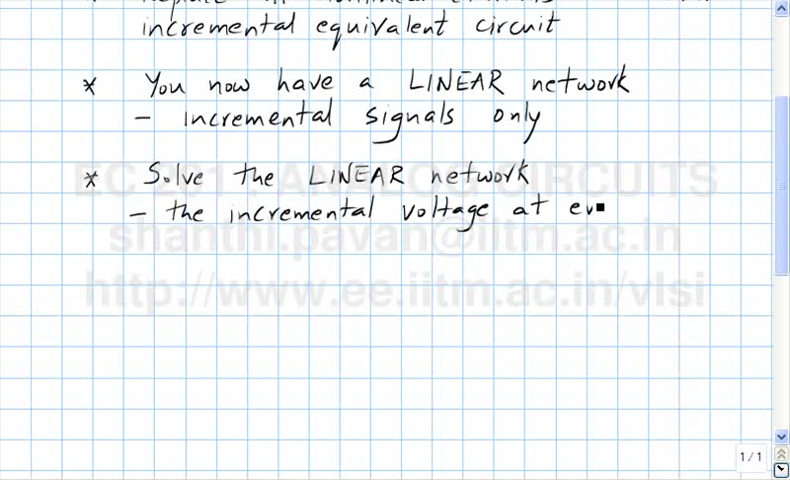 incremental equivalent circuit
* You now have a LINEAR network
- incremental signals only
EC 201 ANALOG CIRCUITS
* Solve the LINEAR network
- the incremental voltage at ev
shanthi.pavan@iitm.ac.in
http://www.ee.iitm.ac.in/vlsi
1/1